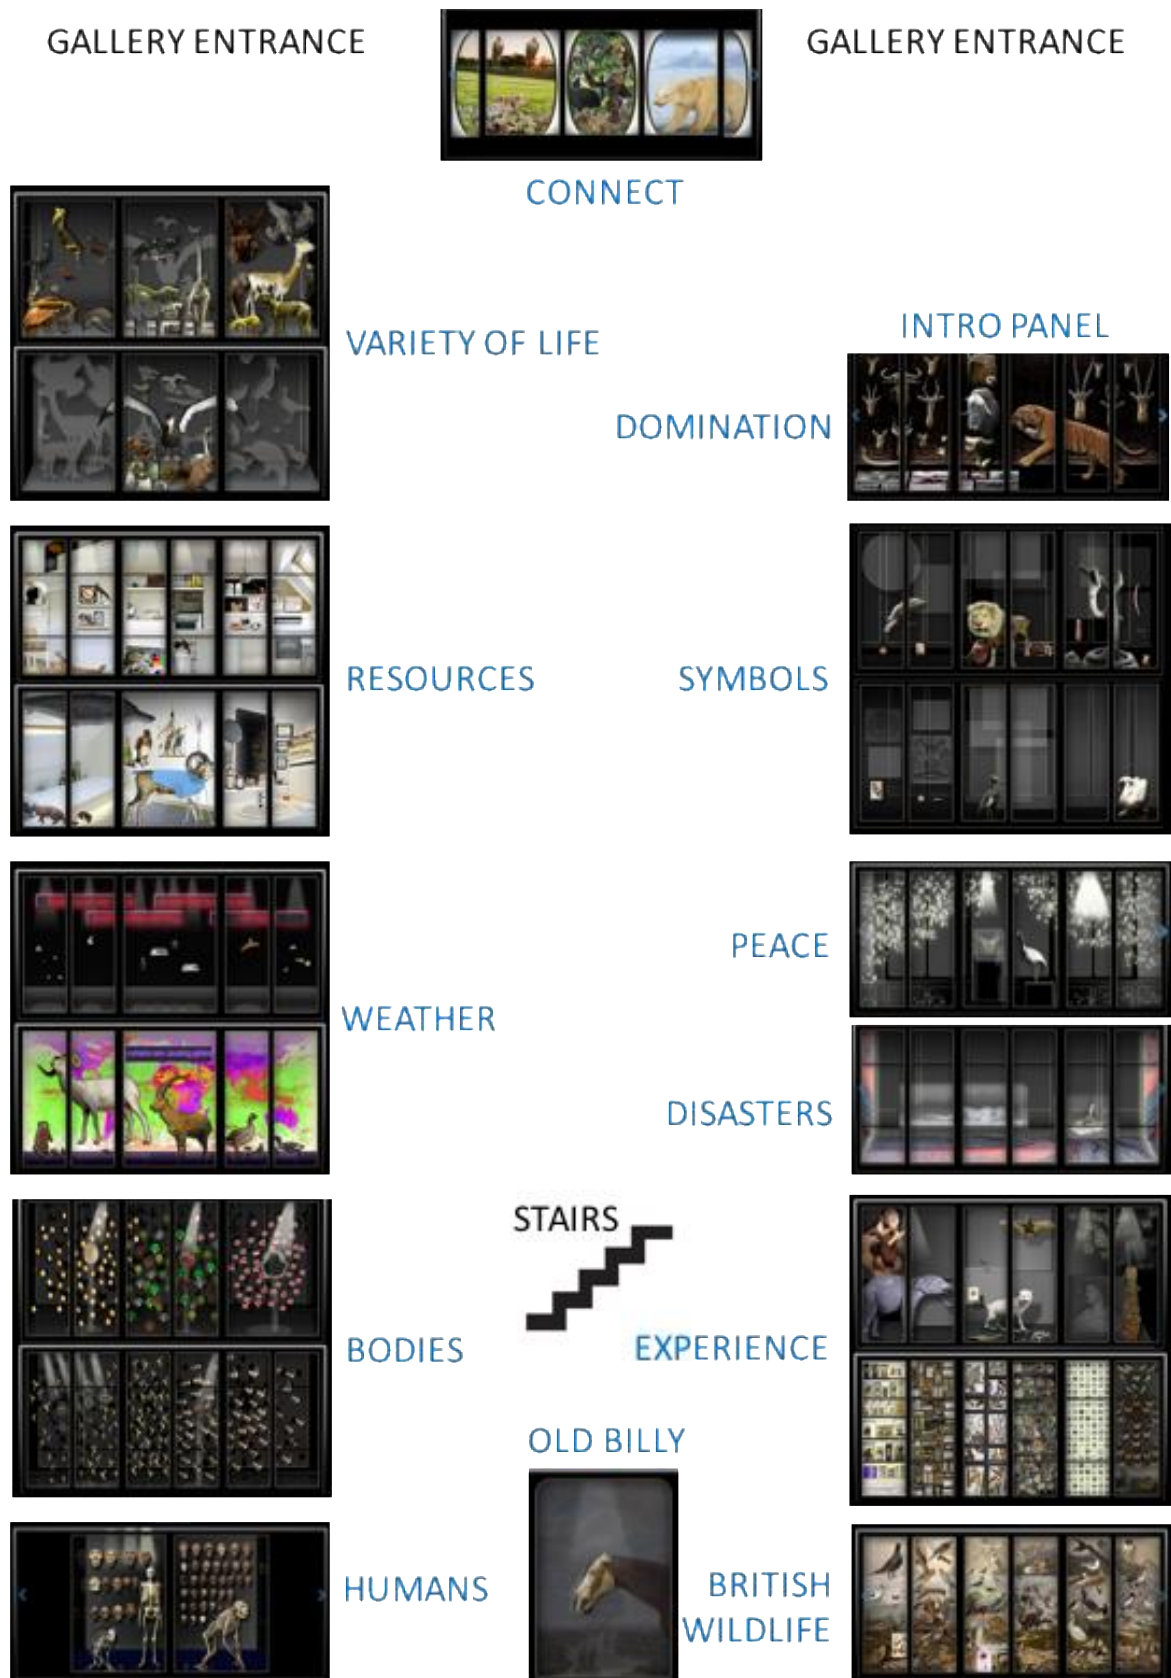 GALLERY ENTRANCE
GALLERY ENTRANCE
CONNECT
VARIETY OF LIFE
INTRO PANEL
DOMINATION
RESOURCES
SYMBOLS
PEACE
WEATHER
DISASTERS
STAIRS
BODIES
EXPERIENCE
OLD BILLY
HUMANS
BRITISH
WILDLIFE